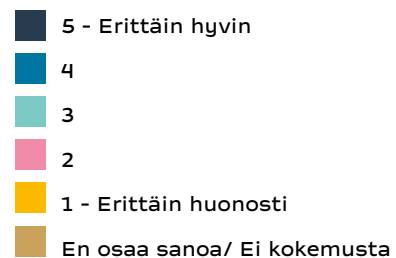 5 - Erittäin hyvin
4
3
2
1 - Erittäin huonosti
En osaa sanoa/ Ei kokemusta